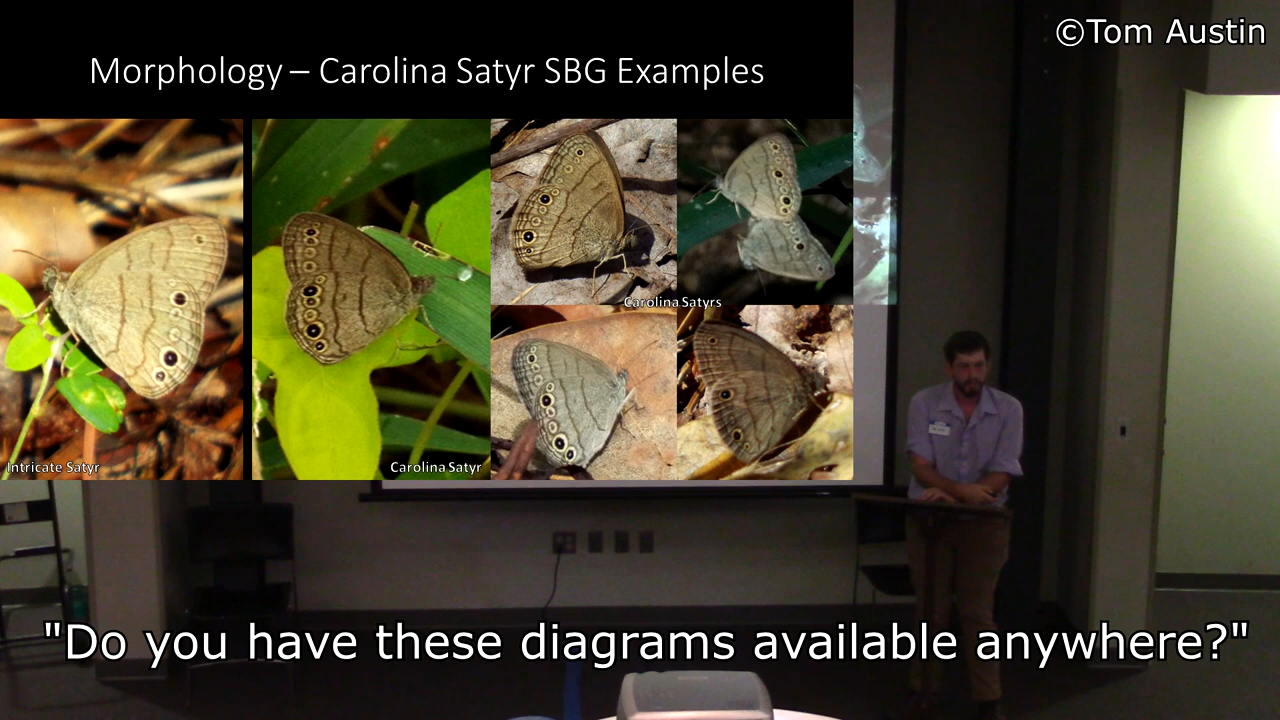 ©Tom Austin
Morphology – Carolina Satyr SBG Examples
Carolina Satyrs
Intricate Satyr
Carolina Satyr
"Do you have these diagrams available anywhere?"